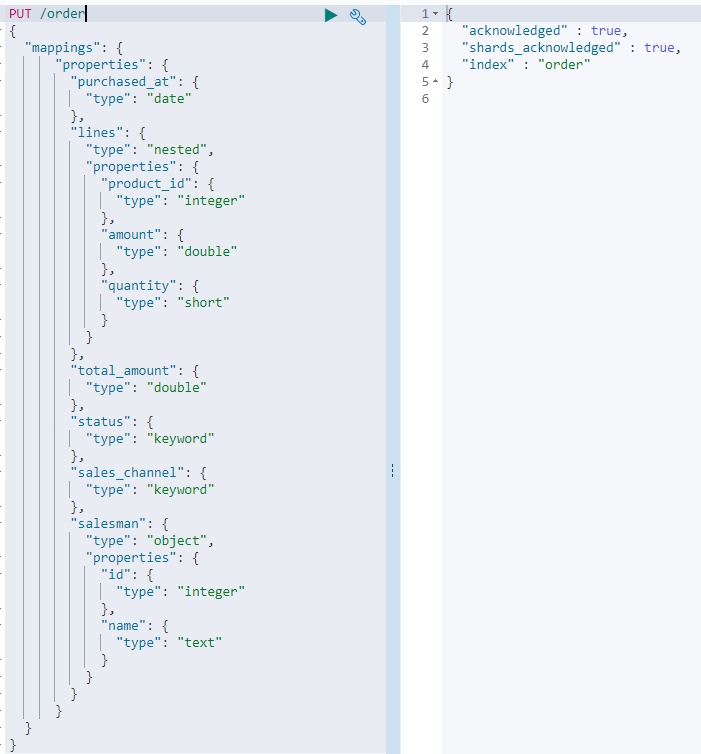 PUT /order
{
  "mappings": {
    "properties": {
      "purchased_at": {
        "type": "date"
      },
      "lines": {
        "type": "nested",
        "properties": {
          "product_id": {
            "type": "integer"
          },
          "amount": {
            "type": "double"
          },
          "quantity": {
            "type": "short"
          }
        }
      },
      "total_amount": {
        "type": "double"
      },
      "status": {
        "type": "keyword"
      },
      "sales_channel": {
        "type": "keyword"
      },
      "salesman": {
        "type": "object",
        "properties": {
          "id": {
            "type": "integer"
          },
          "name": {
            "type": "text"
          }
        }
      }
    }
  }
}
1 {
2   "acknowledged" : true,
3   "shards_acknowledged" : true,
4   "index" : "order"
5 }
6